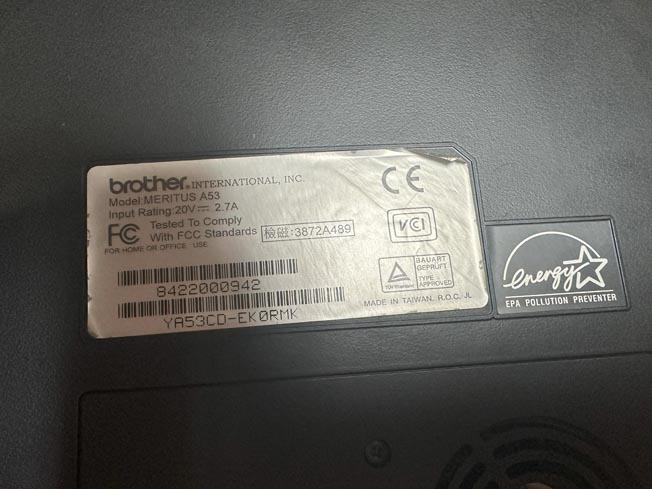 brother® INTERNATIONAL, INC.
Model:MERITUS A53
Input Rating:20V⎓ 2.7A
FC Tested To Comply
With FCC Standards
FOR HOME OR OFFICE USE
檢磁:3872A489
CE
VCI
BAUART
GEPRÜFT
TYPE
APPROVED
MADE IN TAIWAN. R.O.C. JL
8422000942
YA53CD-EK0RMK
energy
EPA POLLUTION PREVENTER